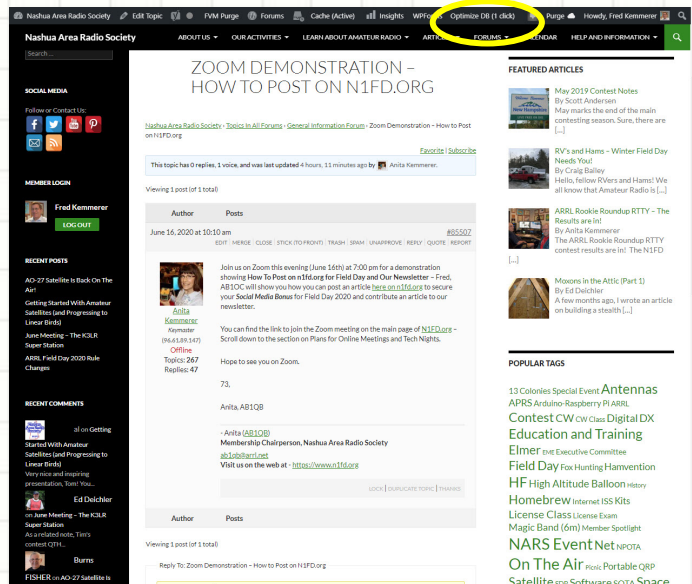 Nashua Area Radio Society Edit Topic FVM Purge Forums Cache (Active) Insights WPForms Optimize DB (1 click) Purge Howdy, Fred Kemmerer
Nashua Area Radio Society
ABOUT US OUR ACTIVITIES LEARN ABOUT AMATEUR RADIO FORUMS HELP AND INFORMATION
Search ...
SOCIAL MEDIA
Follow or Contact Us:
MEMBER LOGIN
Fred Kemmerer
LOG OUT
RECENT POSTS
AO-27 Satellite Is Back On The
Air!
Getting Started With Amateur
Satellites (and Progressing to
Linear Birds)
June Meeting – The K3LR
Super Station
ARRL Field Day 2020 Rule
Changes
RECENT COMMENTS
al on Getting
Started With Amateur
Satellites (and Progressing to
Linear Birds)
Very nice and inspiring
presentation, Tom! You...
Ed Deichler
on June Meeting – The K3LR
Super Station
As a related note, Tim's
contest QTH...
Burns
FISHER on AO-27 Satellite Is
ZOOM DEMONSTRATION –
HOW TO POST ON N1FD.ORG
Nashua Area Radio Society › Topics In All Forums › General Information Forum › Zoom Demonstration – How to Post
on N1FD.org
Favorite | Subscribe
This topic has 0 replies, 1 voice, and was last updated 4 hours, 11 minutes ago by Anita Kemmerer.
Viewing 1 post (of 1 total)
Author Posts
June 16, 2020 at 10:10 am #85507
EDIT | MERGE | CLOSE | STICK (TO FRONT) | TRASH | SPAM | UNAPPROVE | REPLY | QUOTE | REPORT
Anita
Kemmerer
Keymaster
(96.61.89.147)
Offline
Topics: 267
Replies: 47
Join us on Zoom this evening (June 16th) at 7:00 pm for a demonstration
showing How To Post on n1fd.org for Field Day and Our Newsletter – Fred,
AB1OC will show you how you can post an article here on n1fd.org to secure
your Social Media Bonus for Field Day 2020 and contribute an article to our
newsletter.
You can find the link to join the Zoom meeting on the main page of N1FD.org –
Scroll down to the section on Plans for Online Meetings and Tech Nights.
Hope to see you on Zoom.
73,
Anita, AB1QB
- Anita (AB1QB)
Membership Chairperson, Nashua Area Radio Society
ab1qb@arrl.net
Visit us on the web at - https://www.n1fd.org
LOCK | DUPLICATE TOPIC | THANKS
Author Posts
Viewing 1 post (of 1 total)
Reply To: Zoom Demonstration – How to Post on N1FD.org
FEATURED ARTICLES
May 2019 Contest Notes
By Scott Andersen
May marks the end of the main
contesting season. Sure, there are
[...]
RV's and Hams – Winter Field Day
Needs You!
By Craig Bailey
Hello, fellow RVers and Hams! We
all know that Amateur Radio is [...]
ARRL Rookie Roundup RTTY – The
Results are in!
By Anita Kemmerer
The ARRL Rookie Roundup RTTY
contest results are in! The N1FD
[...]
Moxons in the Attic (Part 1)
By Ed Deichler
A few months ago, I wrote an article
on building a stealth [...]
POPULAR TAGS
13 Colonies Special Event Antennas
APRS Arduino-Raspberry Pi ARRL
Contest CW CW Class Digital DX
Education and Training
Elmer EME Executive Committee
Field Day Fox Hunting Hamvention
HF High Altitude Balloon History
Homebrew Internet ISS Kits
License Class License Exam
Magic Band (6m) Member Spotlight
NARS Event Net NPOTA
On The Air Picnic Portable QRP
Satellite SDR Software SOTA Space